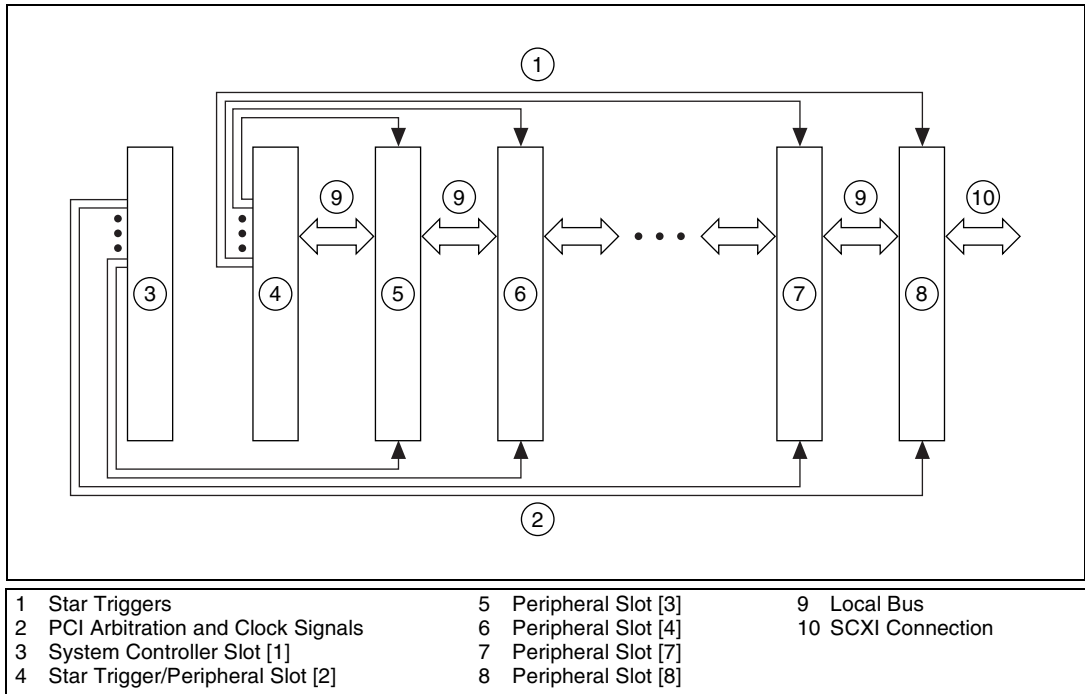 1
9
9
9
10
3
4
5
6
7
8
2
1 Star Triggers
2 PCI Arbitration and Clock Signals
3 System Controller Slot [1]
4 Star Trigger/Peripheral Slot [2]
5 Peripheral Slot [3]
6 Peripheral Slot [4]
7 Peripheral Slot [7]
8 Peripheral Slot [8]
9 Local Bus
10 SCXI Connection